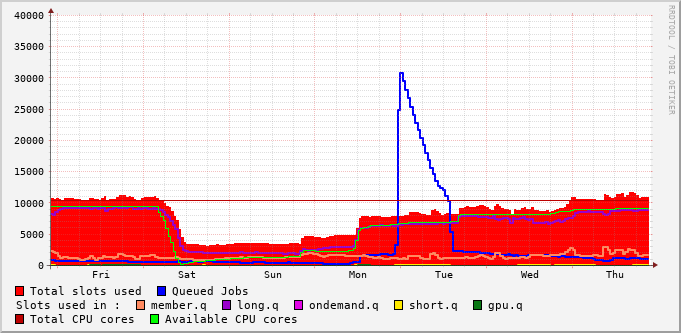 RRDTOOL / TOBI OETIKER
40000
35000
30000
25000
20000
15000
10000
5000
0
Fri Sat Sun Mon Tue Wed Thu
Total slots used Queued Jobs
Slots used in : member.q long.q ondemand.q short.q gpu.q
Total CPU cores Available CPU cores